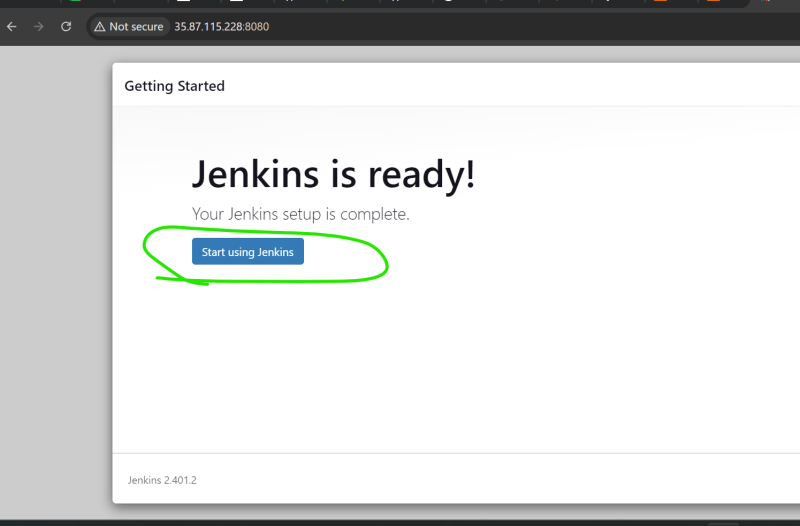 Not secure 35.87.115.228:8080
Getting Started
Jenkins is ready!
Your Jenkins setup is complete.
Start using Jenkins
Jenkins 2.401.2